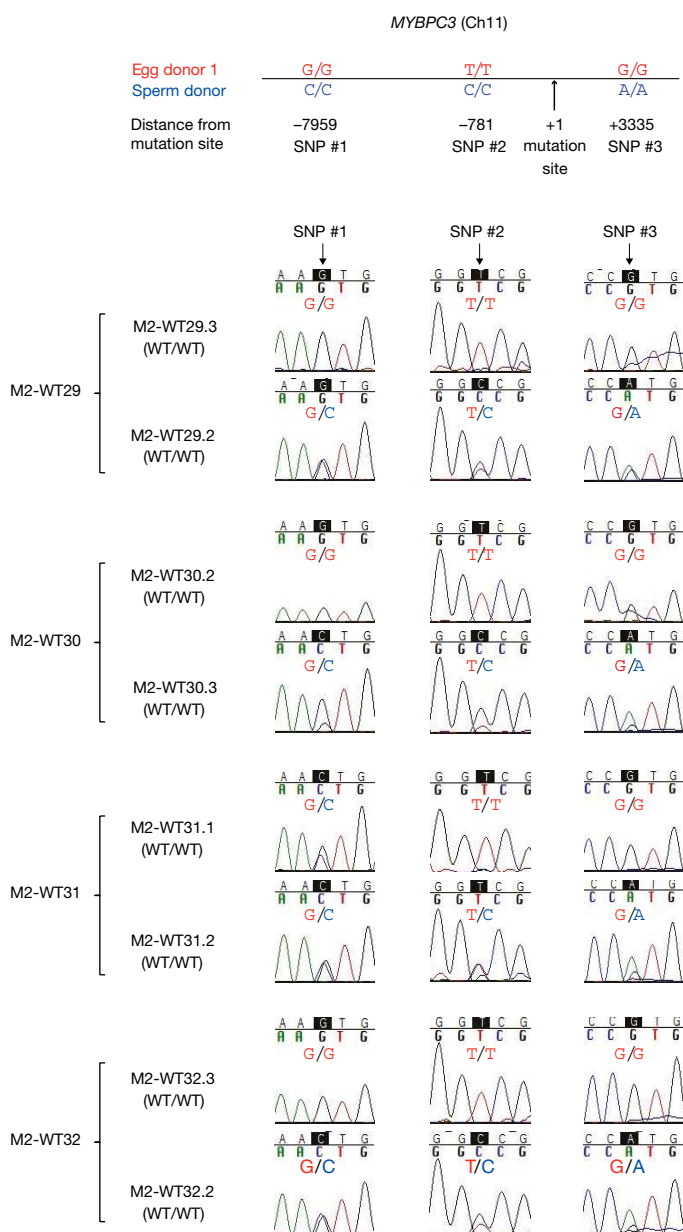 MYBPC3 (Ch11)
Egg donor 1 G/G T/T G/G
Sperm donor C/C C/C A/A
Distance from mutation site −7959 SNP #1 −781 SNP #2 +1 mutation site +3335 SNP #3
SNP #1 SNP #2 SNP #3
A A G T G G G T C G C C G T G
A A G T G G G T C G C C G T G
G/G T/T G/G
M2-WT29.3
(WT/WT)
M2-WT29
A A G T G G G C C G C C A T G
A A G T G G G C C G C C A T G
G/C T/C G/A
M2-WT29.2
(WT/WT)
A A G T G G G T C G C C G T G
A A G T G G G T C G C C G T G
G/G T/T G/G
M2-WT30.2
(WT/WT)
M2-WT30
A A C T G G G C C G C C A T G
A A C T G G G C C G C C A T G
G/C T/C G/A
M2-WT30.3
(WT/WT)
A A C T G G G T C G C C G T G
A A C T G G G T C G C C G T G
G/C T/T G/G
M2-WT31.1
(WT/WT)
M2-WT31
A A C T G G G T C G C C A T G
A A C T G G G T C G C C A T G
G/C T/C G/A
M2-WT31.2
(WT/WT)
A A G T G G G T C G C C G T G
A A G T G G G T C G C C G T G
G/G T/T G/G
M2-WT32.3
(WT/WT)
M2-WT32
A A C T G G G C C G C C A T G
A A C T G G G C C G C C A T G
G/C T/C G/A
M2-WT32.2
(WT/WT)